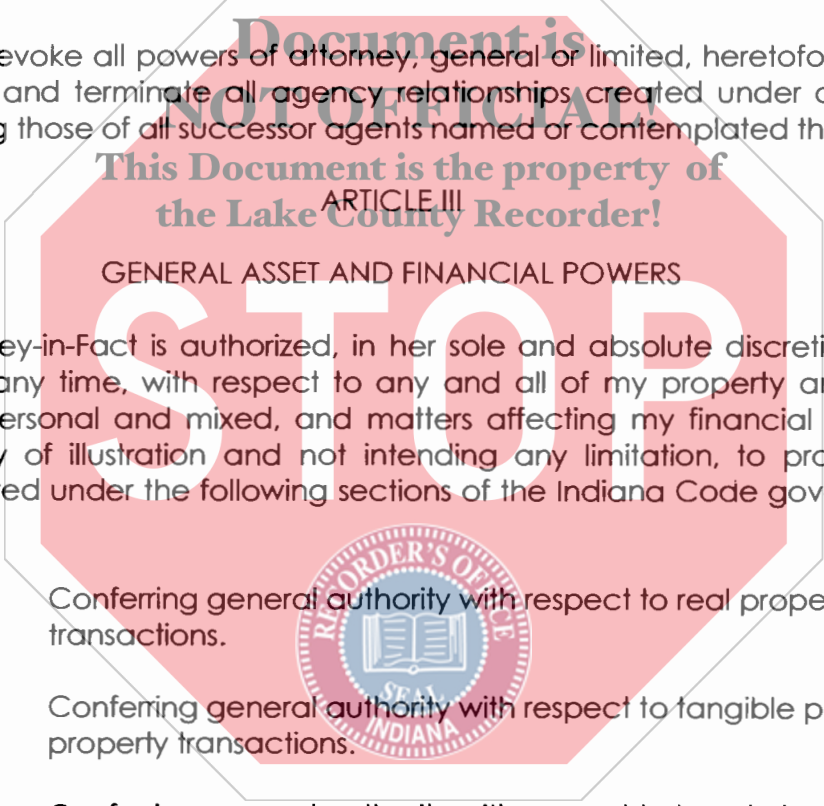 Document is
evoke all powers of attorney, general or limited, heretofo
NOT OFFICIAL!
and terminate all agency relationships created under
g those of all successor agents named or contemplated th
This Document is the property of
ARTICLE III
the Lake County Recorder!
GENERAL ASSET AND FINANCIAL POWERS
STOP
ey-in-Fact is authorized, in her sole and absolute discreti
any time, with respect to any and all of my property a
ersonal and mixed, and matters affecting my financial
y of illustration and not intending any limitation, to pro
ed under the following sections of the Indiana Code gov
RECORDER'S OFFICE
Conferring general authority with respect to real prope
transactions.
SEAL
Conferring general authority with respect to tangible p
INDIANA
property transactions.